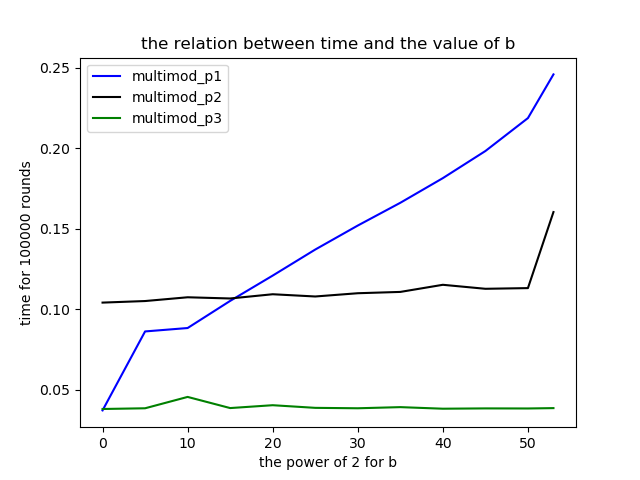 the relation between time and the value of b
multimod_p1
multimod_p2
multimod_p3
time for 100000 rounds
0.25
0.20
0.15
0.10
0.05
0 10 20 30 40 50
the power of 2 for b